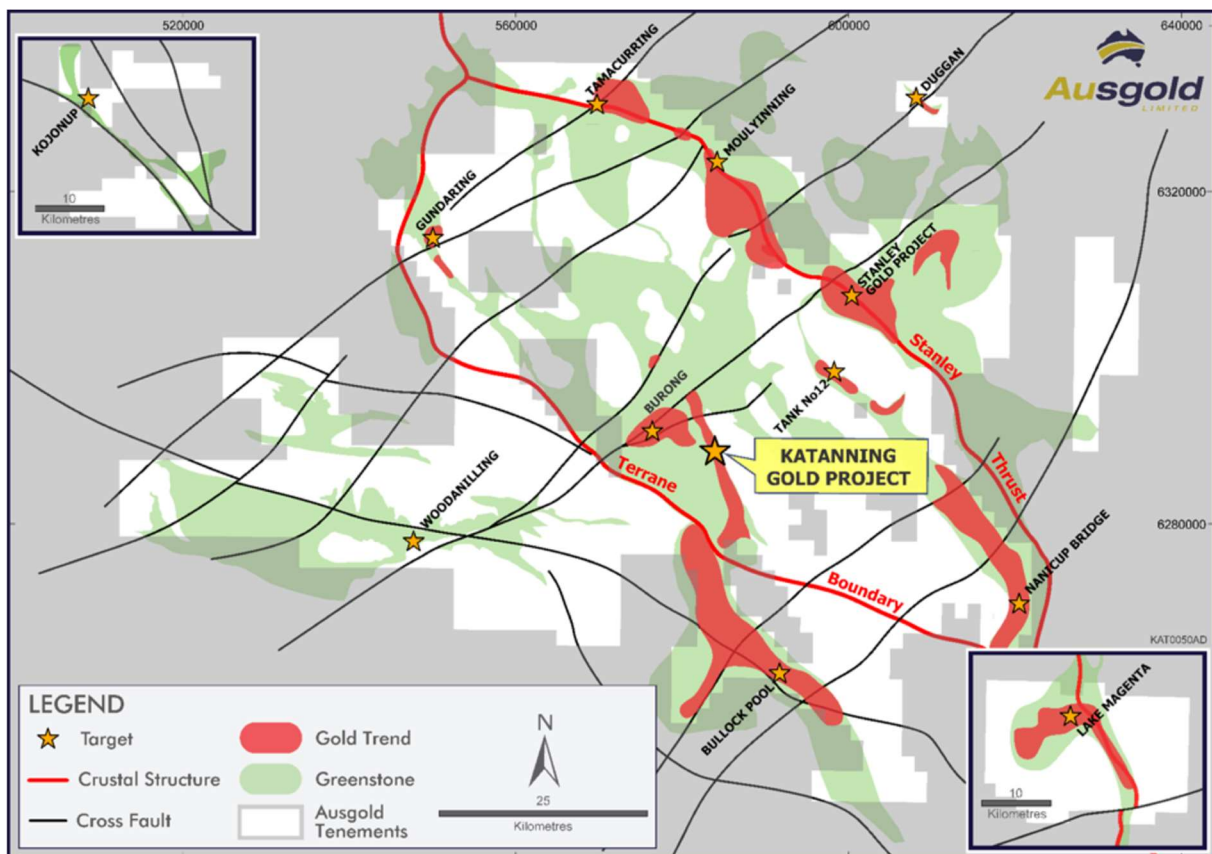 520000
560000
600000
640000
KOJONUP
10
Kilometres
TAMACURRING
DUGGAN
Ausgold
LIMITED
MOULYINNING
6320000
GUNDARING
STANLEY
GOLD PROJECT
Stanley
BURONG
TANK No12
KATANNING
GOLD PROJECT
Terrane
Thrust
WOODANILLING
6280000
NANICUP BRIDGE
Boundary
KAT0050AD
BULLOCK POOL
LAKE MAGENTA
10
Kilometres
LEGEND
Target
Gold Trend
N
Crustal Structure
Greenstone
Cross Fault
Ausgold
Tenements
25
Kilometres